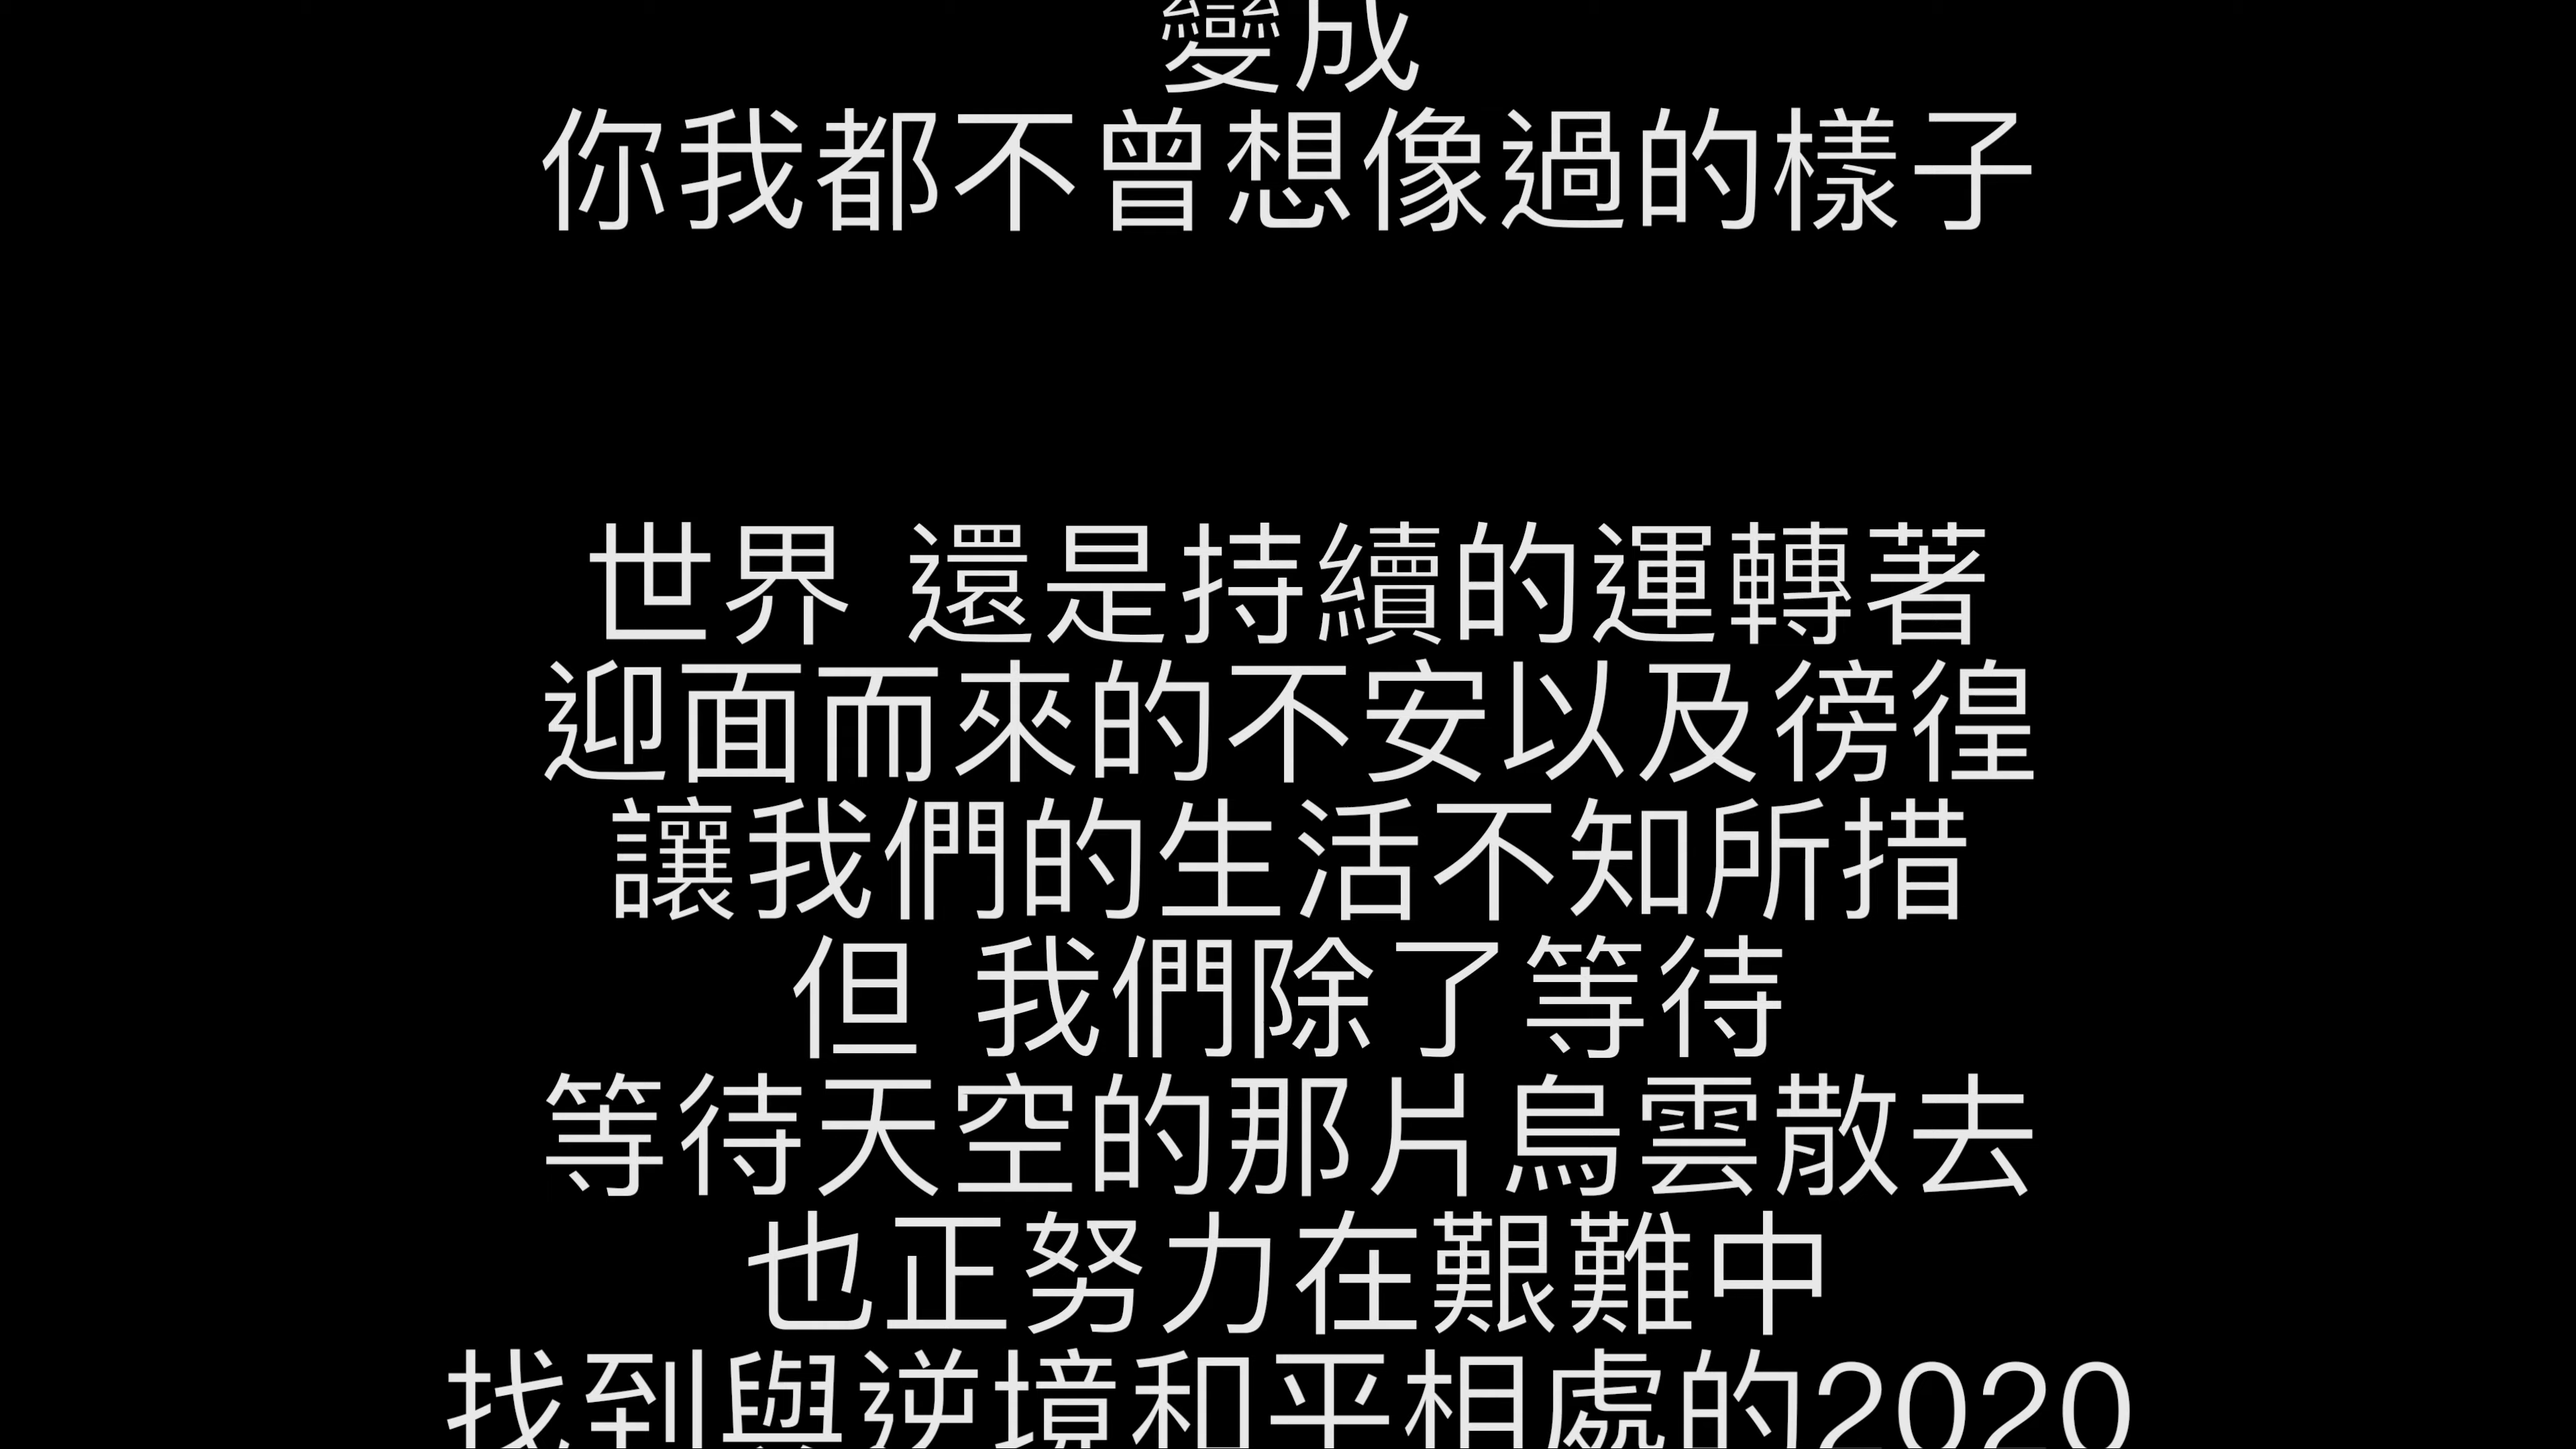 變成
你我都不曾想像過的樣子
世界 還是持續的運轉著
迎面而來的不安以及徬徨
讓我們的生活不知所措
但 我們除了等待
等待天空的那片烏雲散去
也正努力在艱難中
找到與逆境和平相處的2020